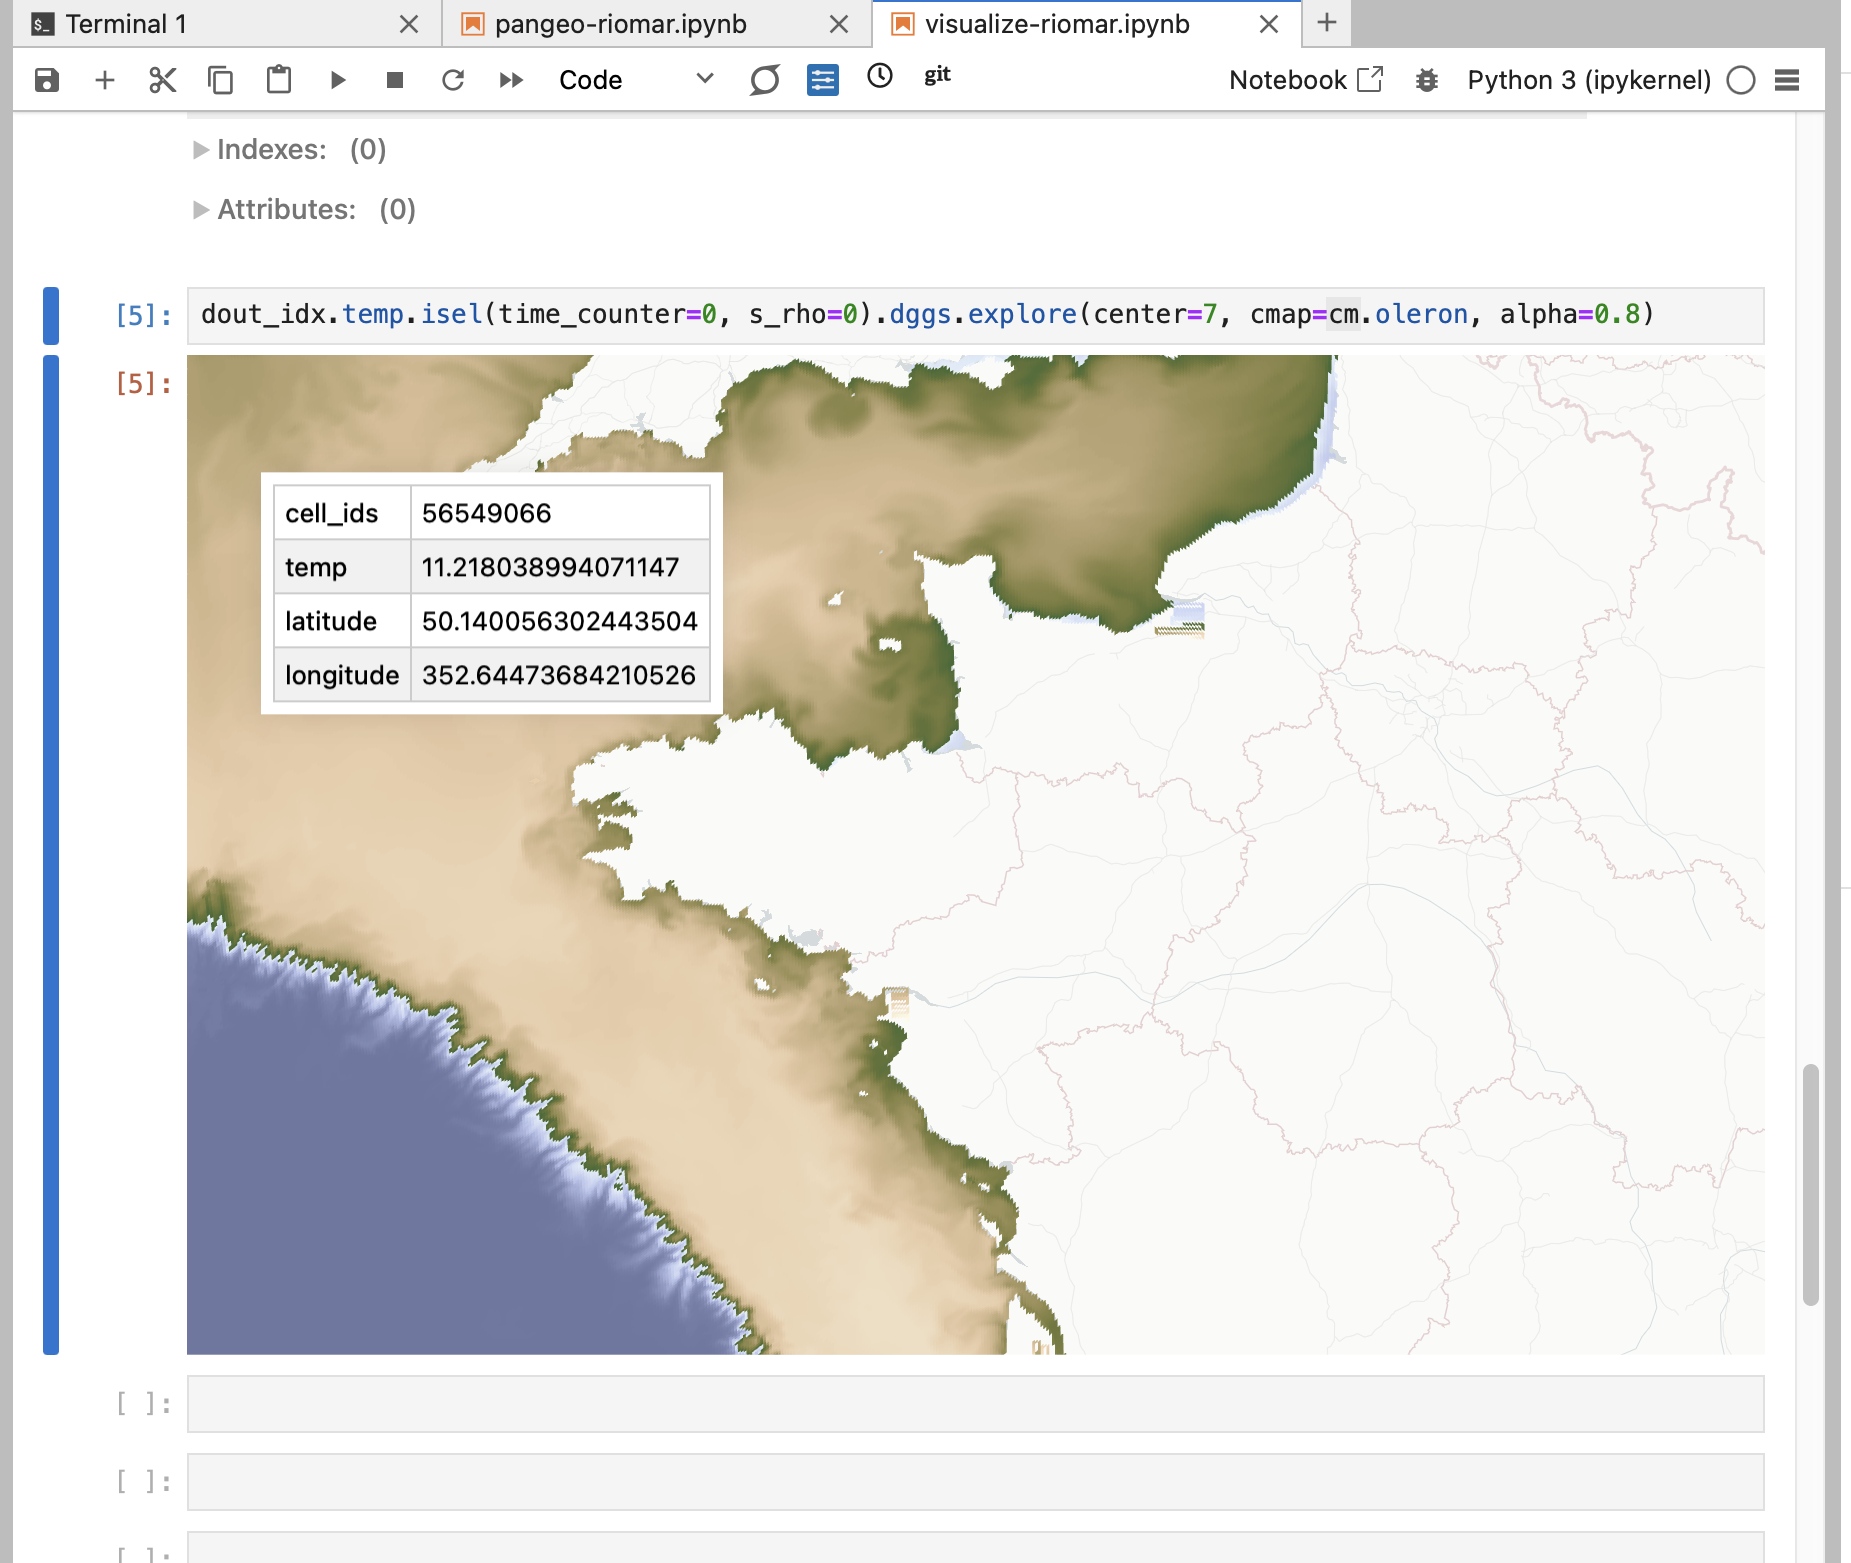 Terminal 1
pangeo-riomar.ipynb
visualize-riomar.ipynb
Code
git
Notebook
Python 3 (ipykernel)
Indexes: (0)
Attributes: (0)
[5]: dout_idx.temp.isel(time_counter=0, s_rho=0).dggs.explore(center=7, cmap=cm.oleron, alpha=0.8)
[5]:
cell_ids 56549066
temp 11.218038994071147
latitude 50.140056302443504
longitude 352.64473684210526
[ ]:
[ ]:
[ ]: